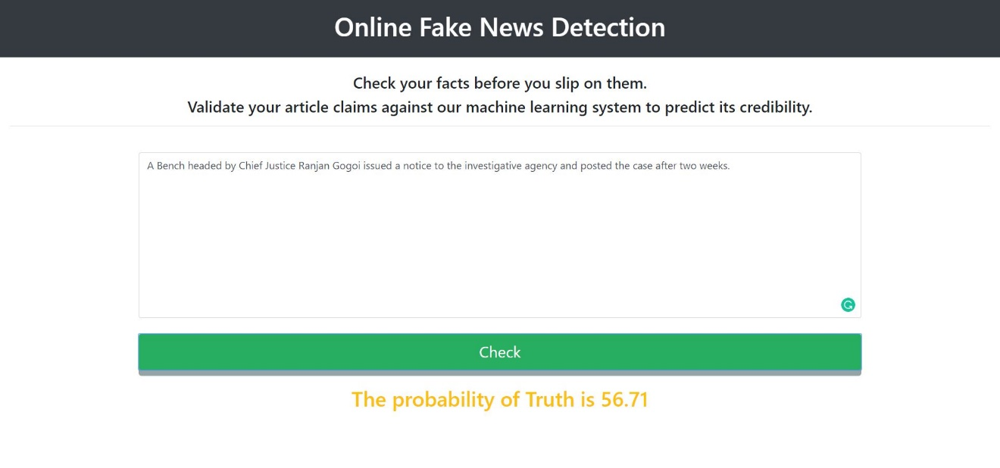 Online Fake News Detection
Check your facts before you slip on them.
Validate your article claims against our machine learning system to predict its credibility.
A Bench headed by Chief Justice Ranjan Gogoi issued a notice to the investigative agency and posted the case after two weeks.
Check
The probability of Truth is 56.71